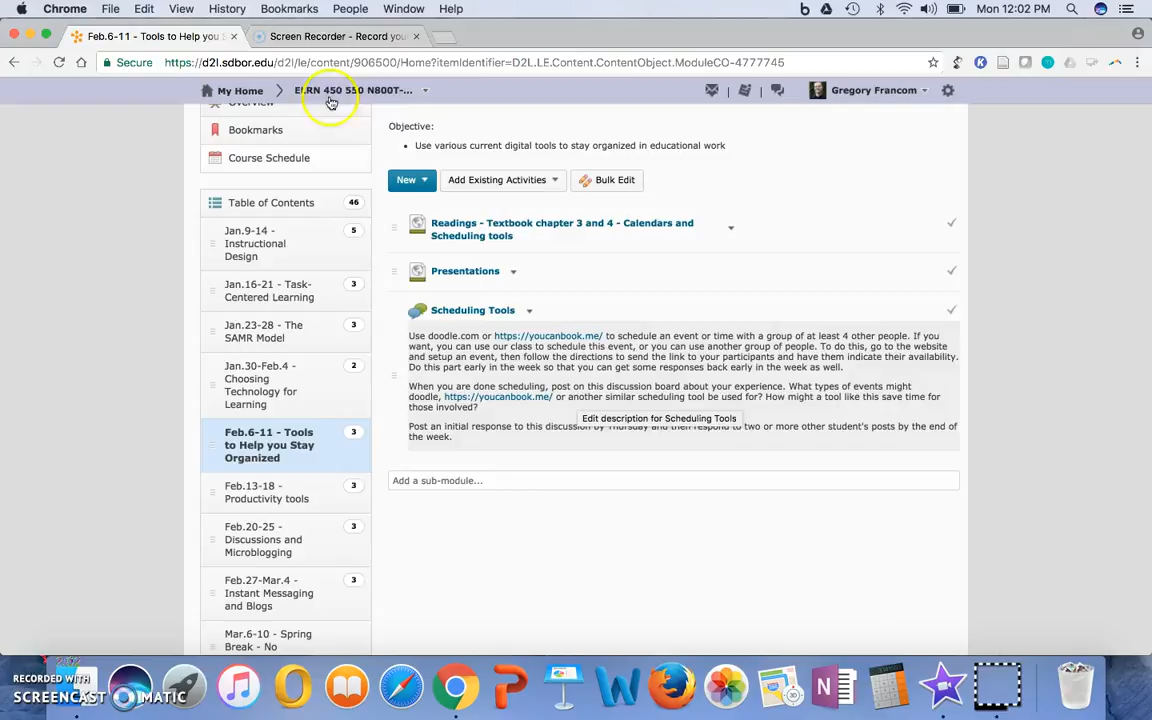 Chrome File Edit View History Bookmarks People Window Help Mon 12:02 PM
Feb.6-11 - Tools to Help you S
Screen Recorder - Record you
Secure https://d2l.sdbor.edu/d2l/le/content/906500/Home?itemIdentifier=D2L.LE.Content.ContentObject.ModuleCO-4777745
My Home ELRN 450 550 N800T-... Gregory Francom
Overview
Bookmarks
Course Schedule
Table of Contents 46
Jan.9-14 - 5
Instructional
Design
Jan.16-21 - Task- 3
Centered Learning
Jan.23-28 - The 3
SAMR Model
Jan.30-Feb.4 - 2
Choosing
Technology for
Learning
Feb.6-11 - Tools 3
to Help you Stay
Organized
Feb.13-18 - 3
Productivity tools
Feb.20-25 - 3
Discussions and
Microblogging
Feb.27-Mar.4 - 3
Instant Messaging
and Blogs
Mar.6-10 - Spring
Break - No
Objective:
Use various current digital tools to stay organized in educational work
New Add Existing Activities Bulk Edit
Readings - Textbook chapter 3 and 4 - Calendars and
Scheduling tools
Presentations
Scheduling Tools
Use doodle.com or https://youcanbook.me/ to schedule an event or time with a group of at least 4 other people. If you
want, you can use our class to schedule this event, or you can use another group of people. To do this, go to the website
and setup an event, then follow the directions to send the link to your participants and have them indicate their availability.
Do this part early in the week so that you can get some responses back early in the week as well.
When you are done scheduling, post on this discussion board about your experience. What types of events might
doodle, https://youcanbook.me/ or another similar scheduling tool be used for? How might a tool like this save time for
those involved?
Edit description for Scheduling Tools
Post an initial response to this discussion by Thursday and then respond to two or more other student's posts by the end of
the week.
Add a sub-module...
RECORDED WITH
SCREENCAST MATIC